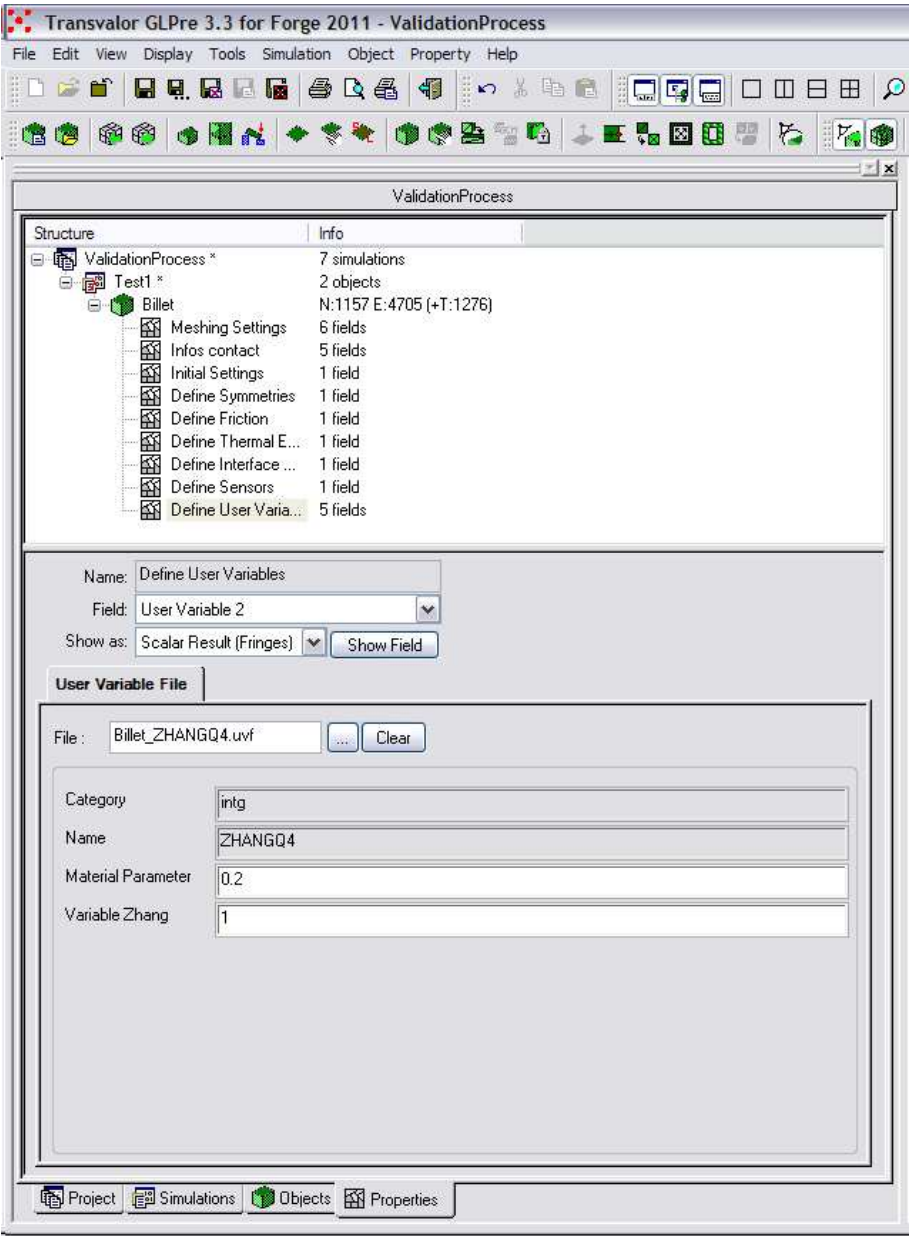 Transvalor GLPre 3.3 for Forge 2011 - ValidationProcess
File Edit View Display Tools Simulation Object Property Help
ValidationProcess
Structure Info
ValidationProcess * 7 simulations
Test1 * 2 objects
Billet N:1157 E:4705 (+T:1276)
Meshing Settings 6 fields
Infos contact 5 fields
Initial Settings 1 field
Define Symmetries 1 field
Define Friction 1 field
Define Thermal E... 1 field
Define Interface ... 1 field
Define Sensors 1 field
Define User Varia... 5 fields
Name: Define User Variables
Field: User Variable 2
Show as: Scalar Result (Fringes) Show Field
User Variable File
File : Billet_ZHANGQ4.uvf ... Clear
Category intg
Name ZHANGQ4
Material Parameter 0.2
Variable Zhang 1
Project Simulations Objects Properties